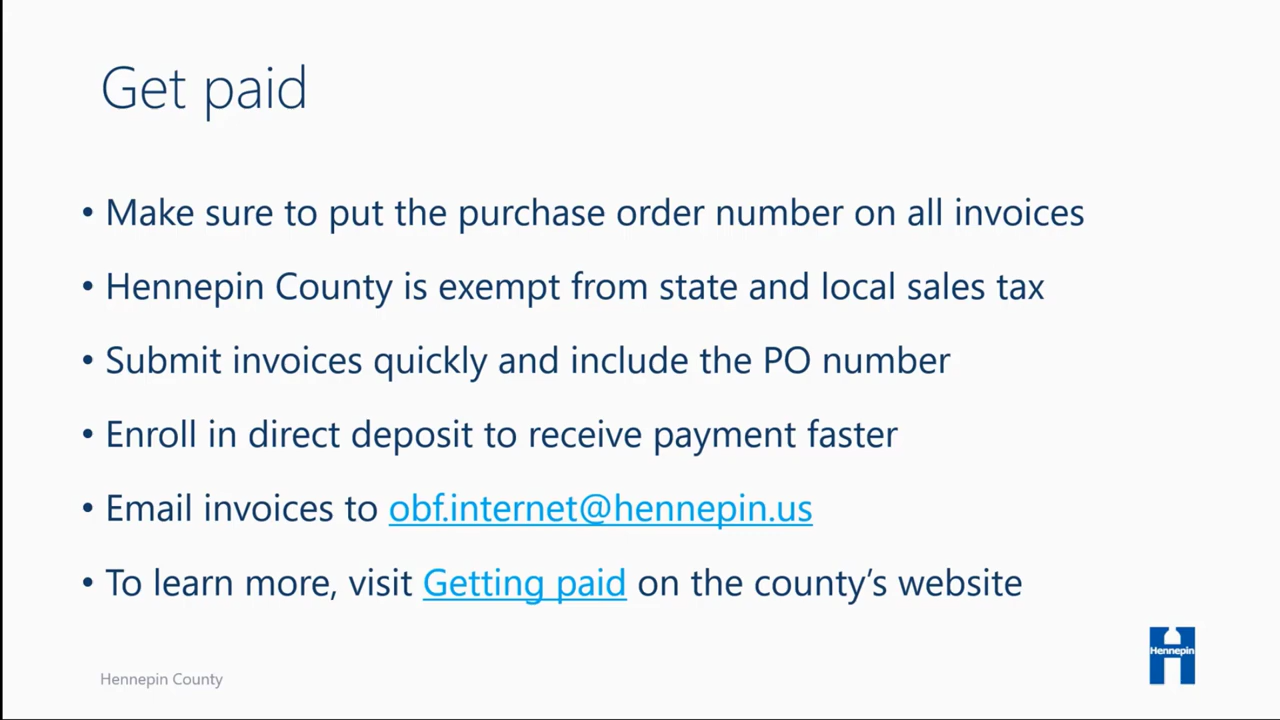 Get paid
• Make sure to put the purchase order number on all invoices
• Hennepin County is exempt from state and local sales tax
• Submit invoices quickly and include the PO number
• Enroll in direct deposit to receive payment faster
• Email invoices to obf.internet@hennepin.us
• To learn more, visit Getting paid on the county’s website
Hennepin
Hennepin County